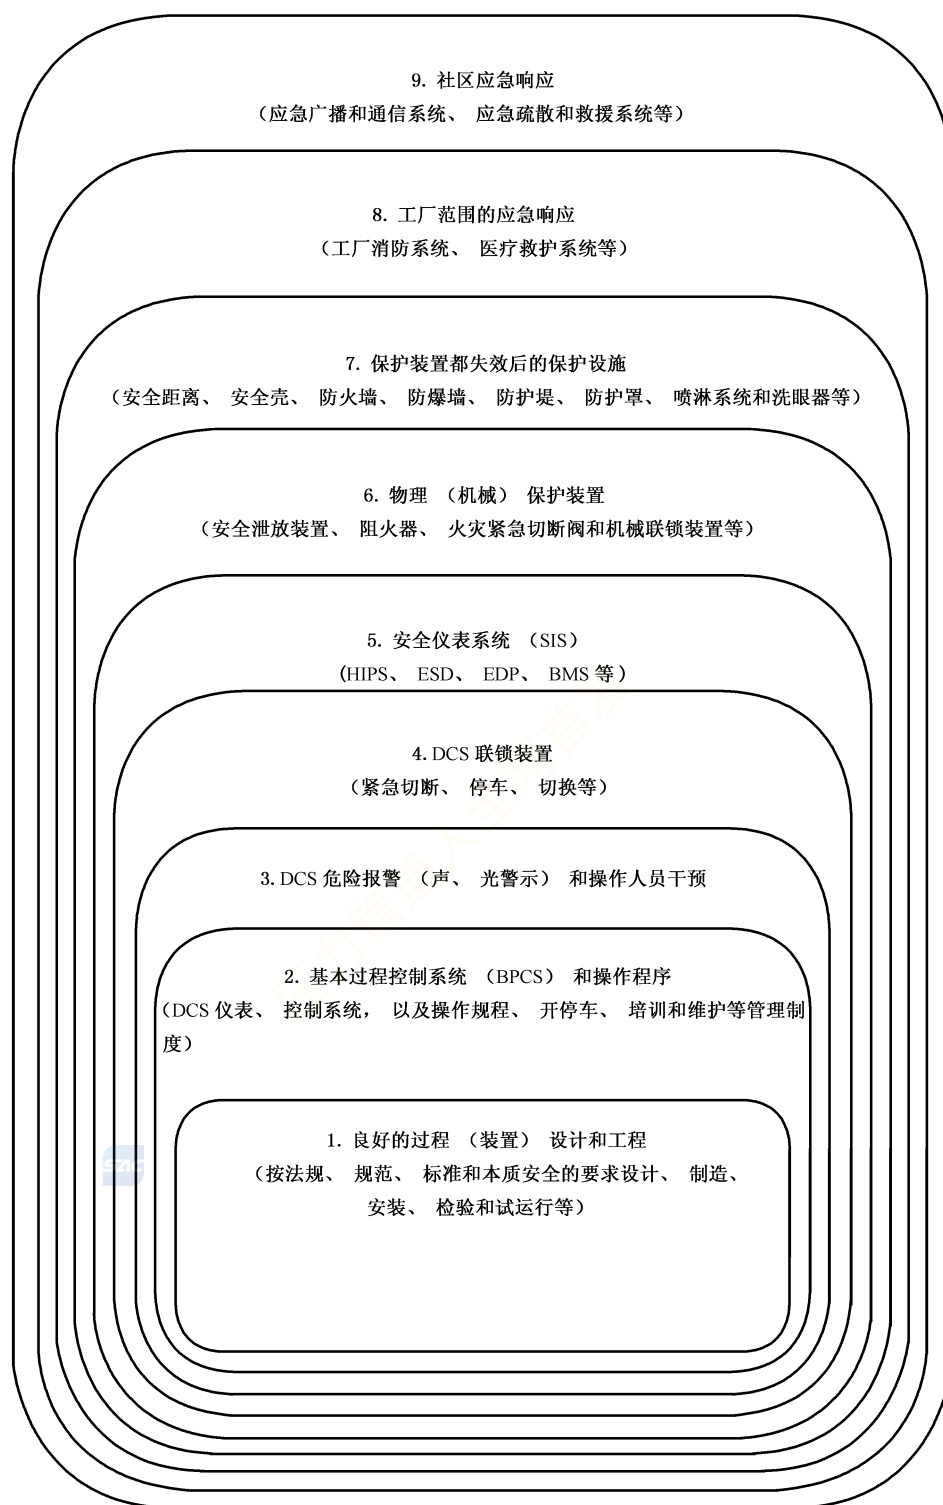 9. 社区应急响应
（应急广播和通信系统、 应急疏散和救援系统等）
8. 工厂范围的应急响应
（工厂消防系统、 医疗救护系统等）
7. 保护装置都失效后的保护设施
（安全距离、 安全壳、 防火墙、 防爆墙、 防护堤、 防护罩、 喷淋系统和洗眼器等）
6. 物理 （机械） 保护装置
（安全泄放装置、 阻火器、 火灾紧急切断阀和机械联锁装置等）
5. 安全仪表系统 （SIS）
(HIPS、 ESD、 EDP、 BMS 等 )
4. DCS 联锁装置
（紧急切断、 停车、 切换等）
3. DCS 危险报警 （声、 光警示） 和操作人员干预
2. 基本过程控制系统 （BPCS） 和操作程序
（DCS 仪表、 控制系统， 以及操作规程、 开停车、 培训和维护等管理制
度）
1. 良好的过程 （装置） 设计和工程
（按法规、 规范、 标准和本质安全的要求设计、 制造、
安装、 检验和试运行等）